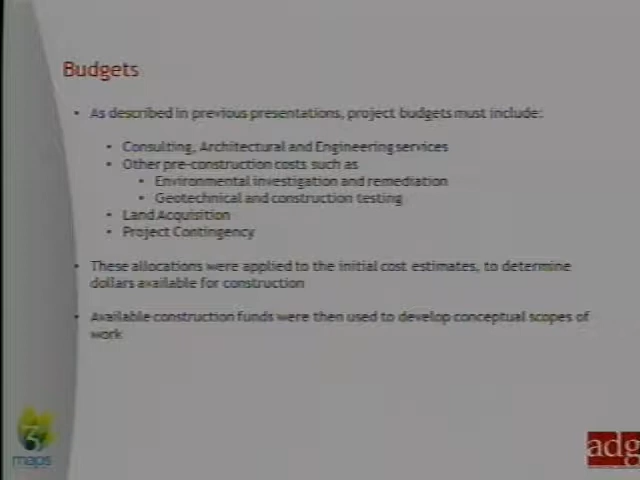 Budgets
• As described in previous presentations, project budgets must include:
• Consulting, Architectural and Engineering services
• Other pre-construction costs such as
• Environmental investigation and remediation
• Geotechnical and construction testing
• Land Acquisition
• Project Contingency
• These allocations were applied to the initial cost estimates, to determine
dollars available for construction
• Available construction funds were then used to develop conceptual scopes of
work
3
maps
adg